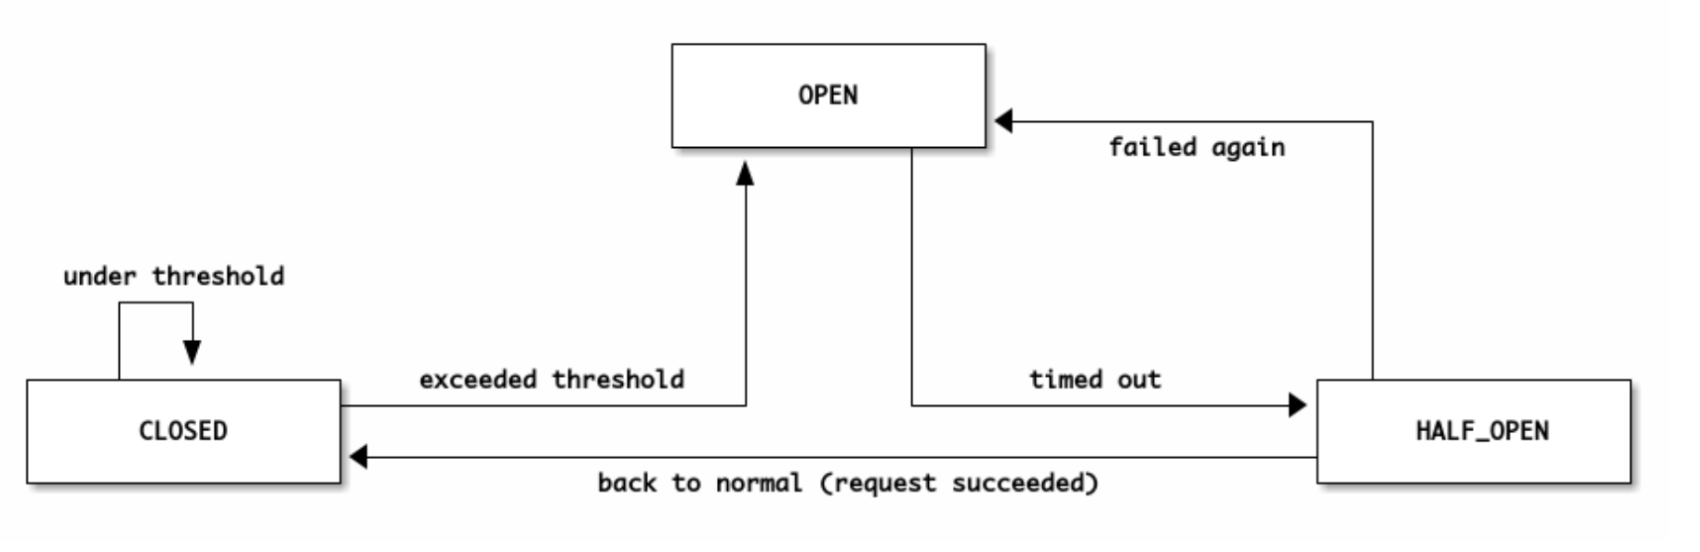 OPEN
failed again
under threshold
exceeded threshold
timed out
CLOSED
HALF_OPEN
back to normal (request succeeded)